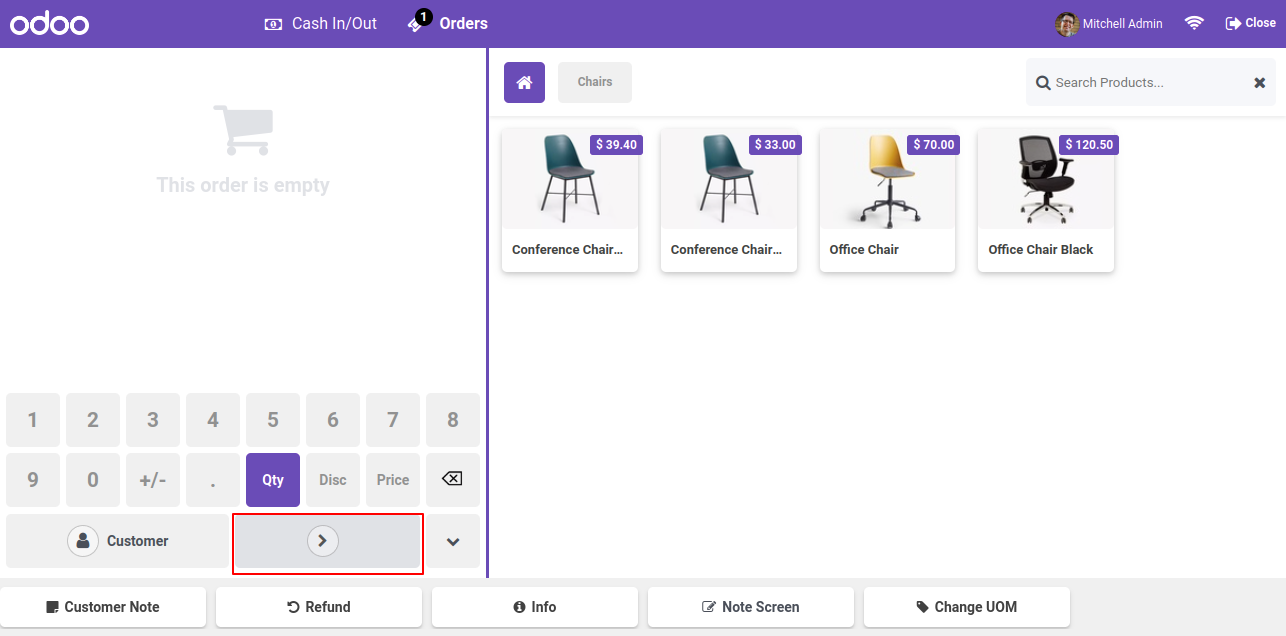 odoo
Cash In/Out
1
Orders
Mitchell Admin
Close
This order is empty
Chairs
Search Products...
$ 39.40
$ 33.00
$ 70.00
$ 120.50
Conference Chair...
Conference Chair...
Office Chair
Office Chair Black
1 2 3 4 5 6 7 8
9 0 +/- . Qty Disc Price
Customer
Customer Note
Refund
Info
Note Screen
Change UOM